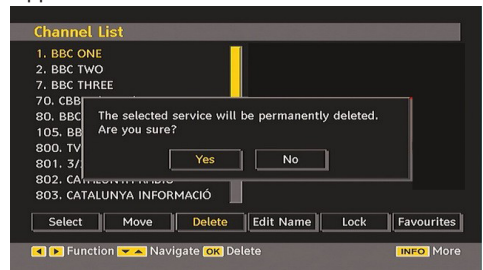 Channel List
1. BBC ONE
2. BBC TWO
7. BBC THREE
70. CBB
80. BBC
105. BB
800. TV
801. 3/
802. CATALUNYA RÀDIO
803. CATALUNYA INFORMACIÓ
The selected service will be permanently deleted.
Are you sure?
Yes No
Select Move Delete Edit Name Lock Favourites
Function Navigate OK Delete INFO More